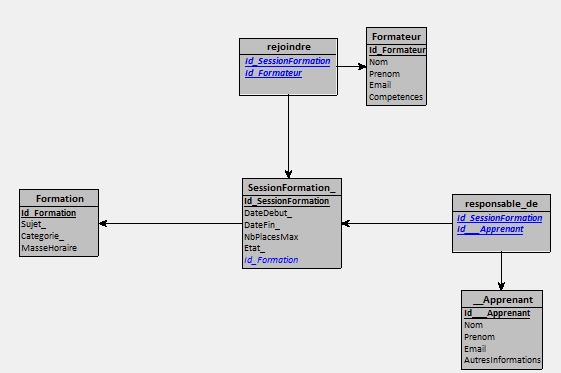 rejoindre
Id_SessionFormation
Id_Formateur
Formateur
Id_Formateur
Nom
Prenom
Email
Competences
Formation
Id_Formation
Sujet_
Categorie_
MasseHoraire
SessionFormation_
Id_SessionFormation
DateDebut_
DateFin_
NbPlacesMax
Etat_
Id_Formation
responsable_de
Id_SessionFormation
Id___Apprenant
__Apprenant
Id___Apprenant
Nom
Prenom
Email
AutresInformations